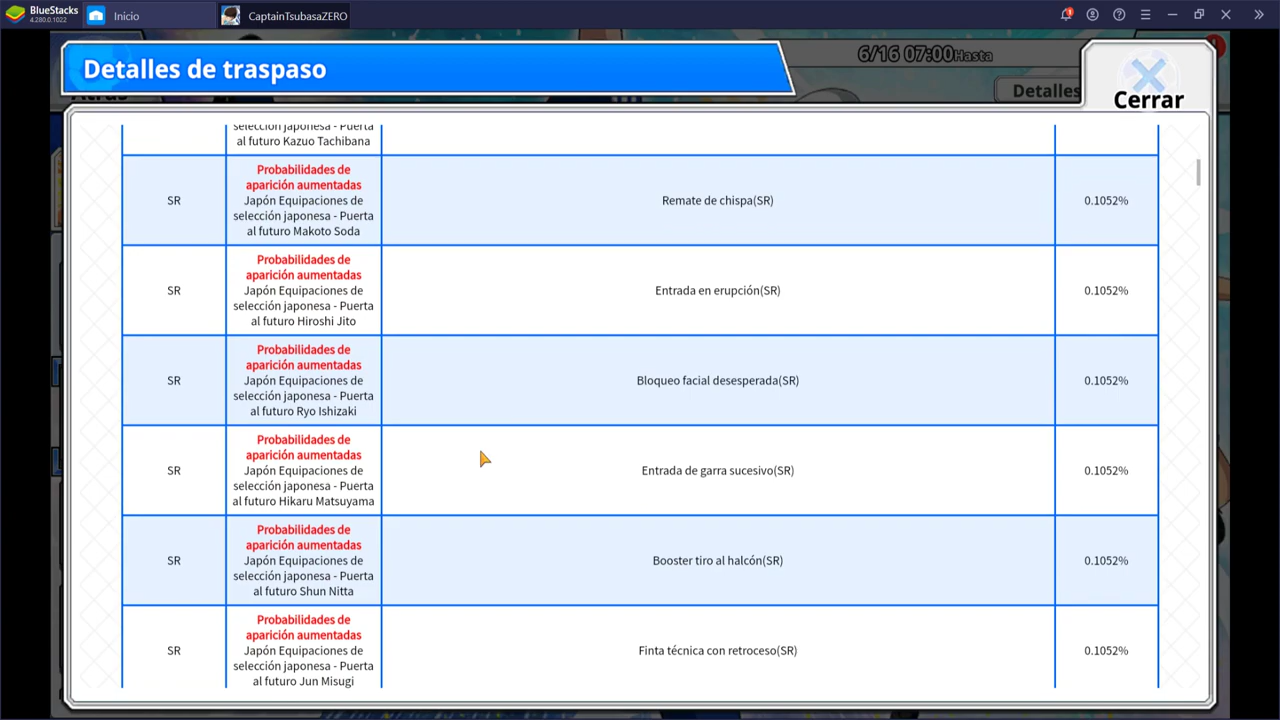 BlueStacks
4.280.0.1022
Inicio
CaptainTsubasaZERO
Detalles de traspaso
6/16 07:00Hasta
Detalles
Cerrar
Atrás
selección japonesa - Puerta
al futuro Kazuo Tachibana
SR
Probabilidades de
aparición aumentadas
Japón Equipaciones de
selección japonesa - Puerta
al futuro Makoto Soda
Remate de chispa(SR)
0.1052%
SR
Probabilidades de
aparición aumentadas
Japón Equipaciones de
selección japonesa - Puerta
al futuro Hiroshi Jito
Entrada en erupción(SR)
0.1052%
SR
Probabilidades de
aparición aumentadas
Japón Equipaciones de
selección japonesa - Puerta
al futuro Ryo Ishizaki
Bloqueo facial desesperada(SR)
0.1052%
SR
Probabilidades de
aparición aumentadas
Japón Equipaciones de
selección japonesa - Puerta
al futuro Hikaru Matsuyama
Entrada de garra sucesivo(SR)
0.1052%
SR
Probabilidades de
aparición aumentadas
Japón Equipaciones de
selección japonesa - Puerta
al futuro Shun Nitta
Booster tiro al halcón(SR)
0.1052%
SR
Probabilidades de
aparición aumentadas
Japón Equipaciones de
selección japonesa - Puerta
al futuro Jun Misugi
Finta técnica con retroceso(SR)
0.1052%